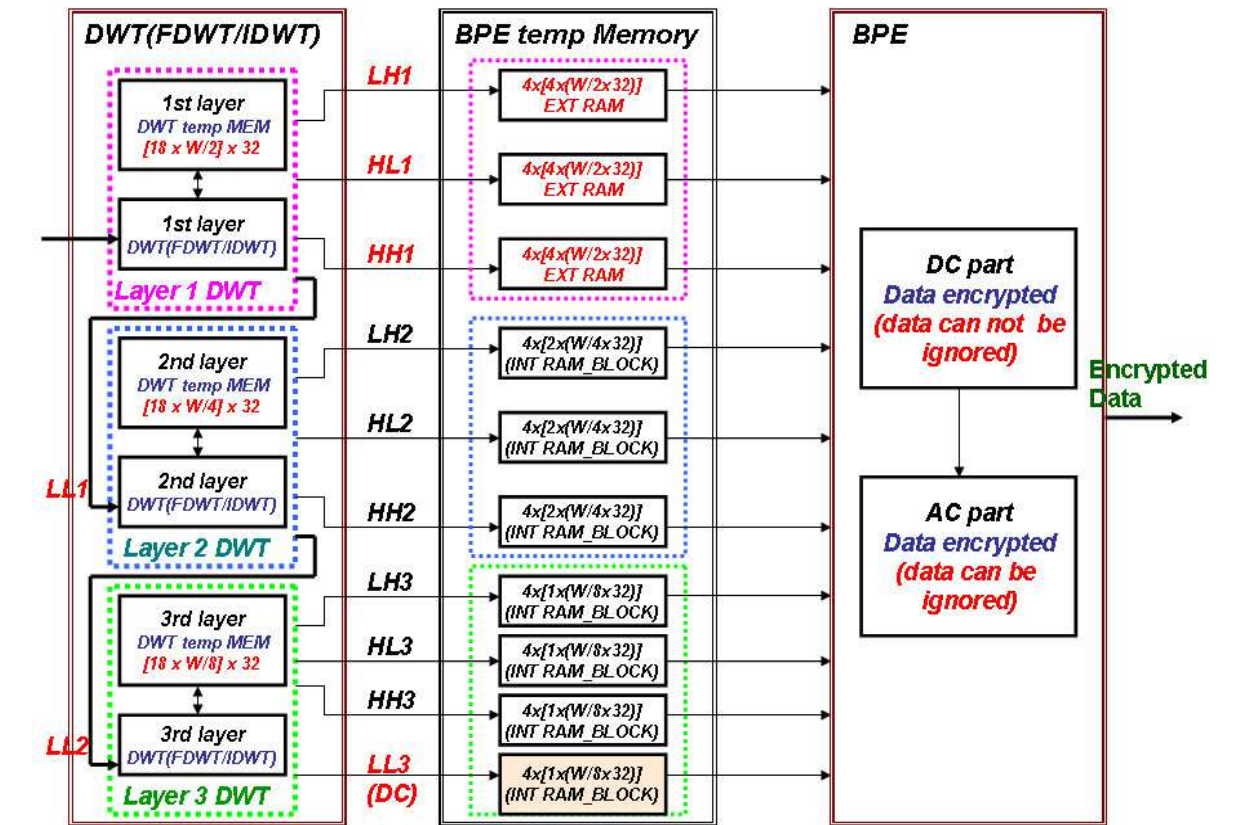 DWT(FDWT/IDWT)
1st layer
DWT temp MEM
[18 x W/2] x 32
1st layer
DWT(FDWT/IDWT)
Layer 1 DWT
LL1
2nd layer
DWT temp MEM
[18 x W/4] x 32
2nd layer
DWT(FDWT/IDWT)
Layer 2 DWT
LL2
3rd layer
DWT temp MEM
[18 x W/8] x 32
3rd layer
DWT(FDWT/IDWT)
Layer 3 DWT
LH1
HL1
HH1
LH2
HL2
HH2
LH3
HL3
HH3
LL3
(DC)
BPE temp Memory
4x[4x(W/2x32)]
EXT RAM
4x[4x(W/2x32)]
EXT RAM
4x[4x(W/2x32)]
EXT RAM
4x[2x(W/4x32)]
(INT RAM_BLOCK)
4x[2x(W/4x32)]
(INT RAM_BLOCK)
4x[2x(W/4x32)]
(INT RAM_BLOCK)
4x[1x(W/8x32)]
(INT RAM_BLOCK)
4x[1x(W/8x32)]
(INT RAM_BLOCK)
4x[1x(W/8x32)]
(INT RAM_BLOCK)
4x[1x(W/8x32)]
(INT RAM_BLOCK)
BPE
DC part
Data encrypted
(data can not be
ignored)
AC part
Data encrypted
(data can be
ignored)
Encrypted
Data